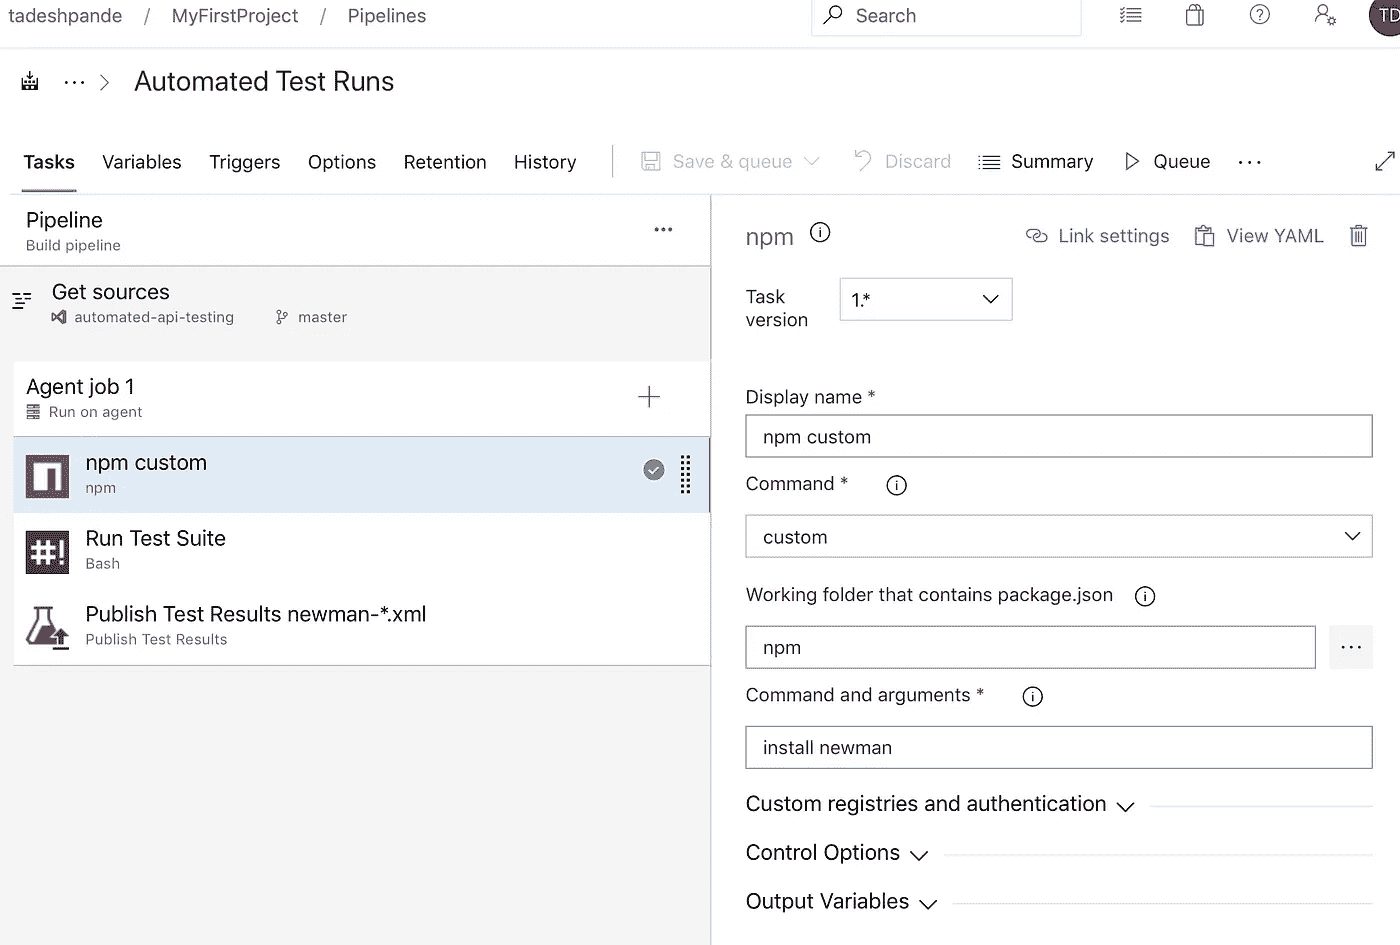 tadeshpande / MyFirstProject / Pipelines
Search
TD
··· > Automated Test Runs
Tasks Variables Triggers Options Retention History
Save & queue Discard Summary Queue ···
Pipeline
Build pipeline
···
Get sources
automated-api-testing master
Agent job 1
Run on agent
npm custom
npm
#! Run Test Suite
Bash
Publish Test Results newman-*.xml
Publish Test Results
npm
Link settings View YAML
Task
version
1.*
Display name *
npm custom
Command *
custom
Working folder that contains package.json
npm
···
Command and arguments *
install newman
Custom registries and authentication
Control Options
Output Variables